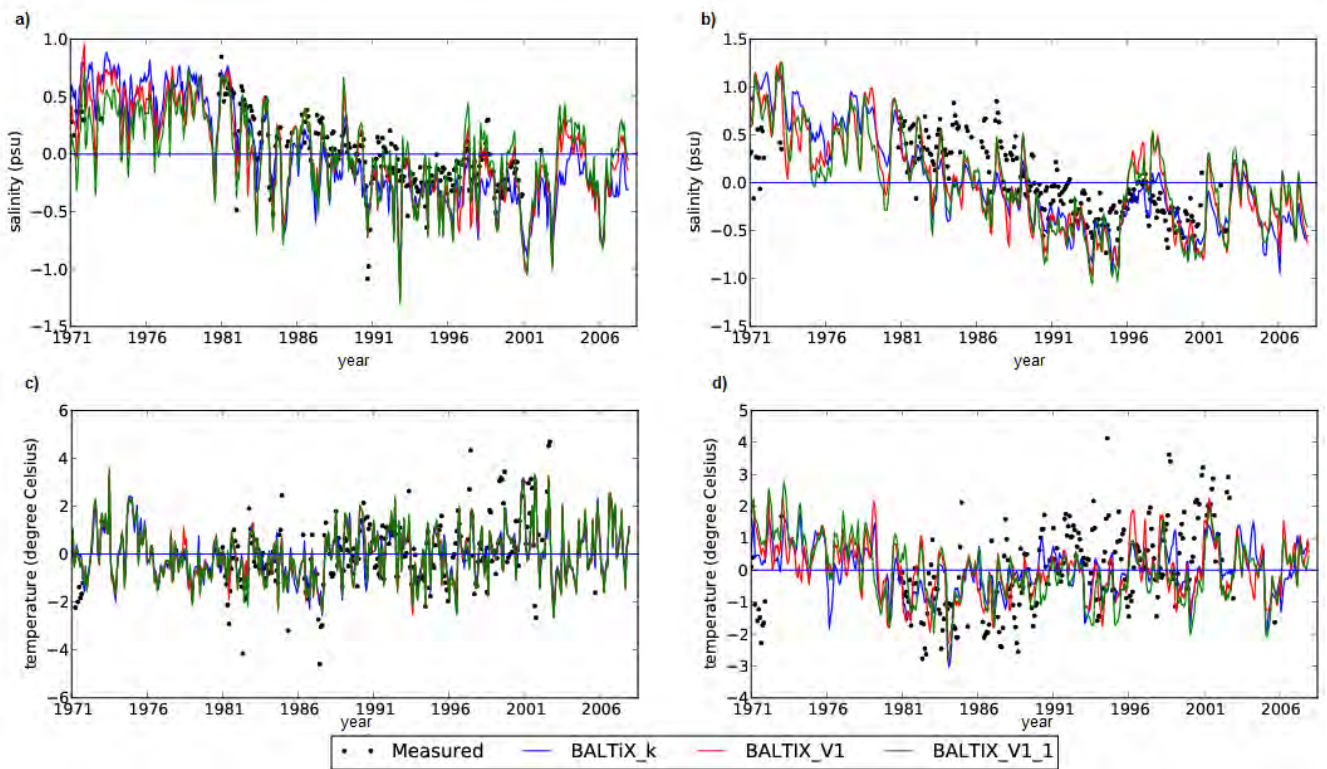 a)
1.0
0.5
0.0
−0.5
−1.0
−1.5
salinity (psu)
1971 1976 1981 1986 1991 1996 2001 2006
year
b)
1.5
1.0
0.5
0.0
−0.5
−1.0
−1.5
salinity (psu)
1971 1976 1981 1986 1991 1996 2001 2006
year
c)
6
4
2
0
−2
−4
−6
temperature (degree Celsius)
1971 1976 1981 1986 1991 1996 2001 2006
year
d)
5
4
3
2
1
0
−1
−2
−3
−4
temperature (degree Celsius)
1971 1976 1981 1986 1991 1996 2001 2006
year
Measured BALTiX_k BALTIX_V1 BALTIX_V1_1